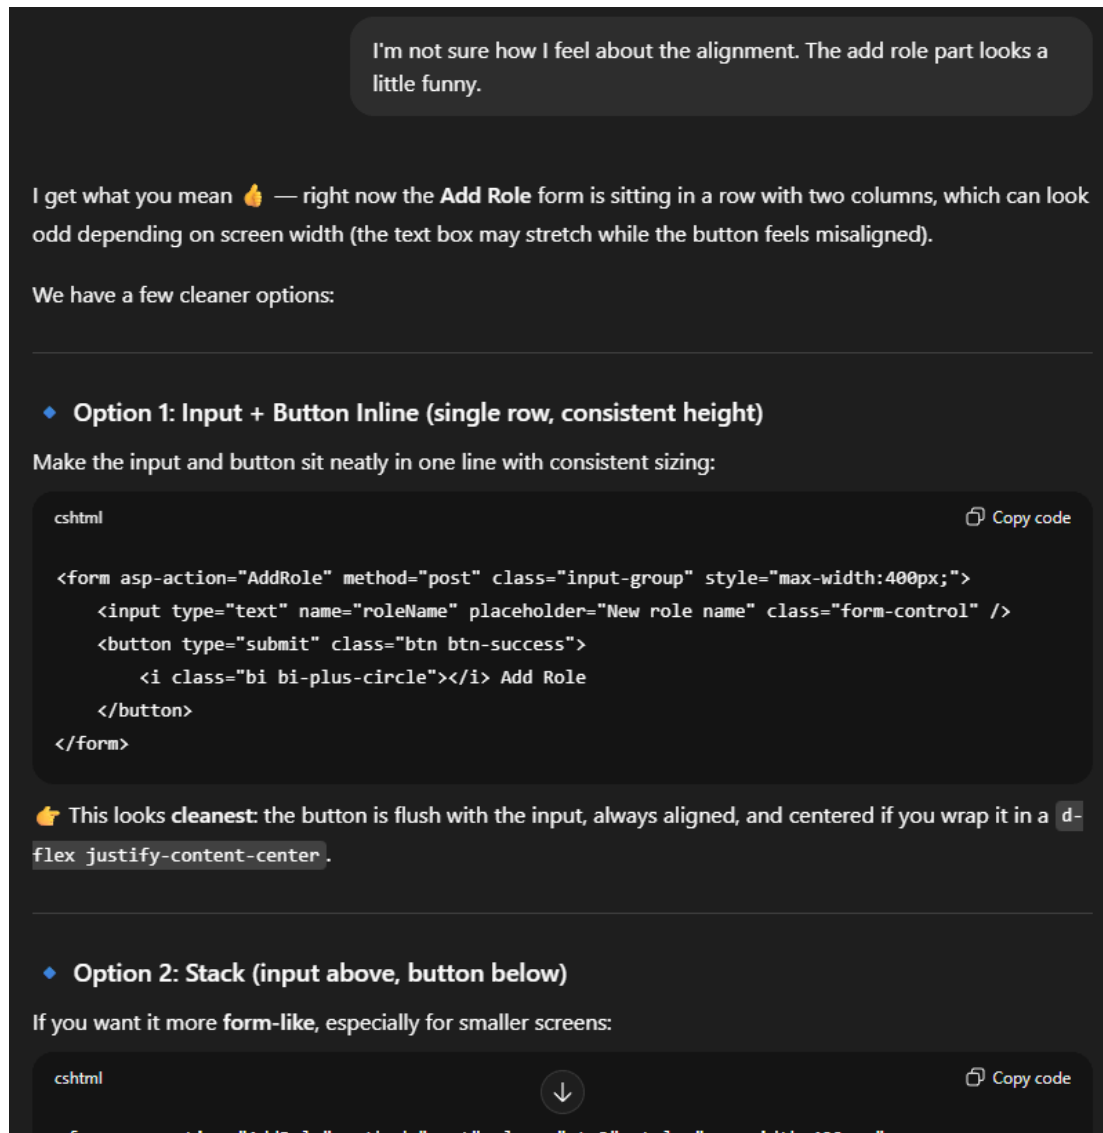 I'm not sure how I feel about the alignment. The add role part looks a
little funny.
I get what you mean 👍 — right now the Add Role form is sitting in a row with two columns, which can look
odd depending on screen width (the text box may stretch while the button feels misaligned).
We have a few cleaner options:
🔹 Option 1: Input + Button Inline (single row, consistent height)
Make the input and button sit neatly in one line with consistent sizing:
cshtml
Copy code
<form asp-action="AddRole" method="post" class="input-group" style="max-width:400px;">
    <input type="text" name="roleName" placeholder="New role name" class="form-control" />
    <button type="submit" class="btn btn-success">
        <i class="bi bi-plus-circle"></i> Add Role
    </button>
</form>
👉 This looks cleanest: the button is flush with the input, always aligned, and centered if you wrap it in a d-
flex justify-content-center.
🔹 Option 2: Stack (input above, button below)
If you want it more form-like, especially for smaller screens:
cshtml
Copy code